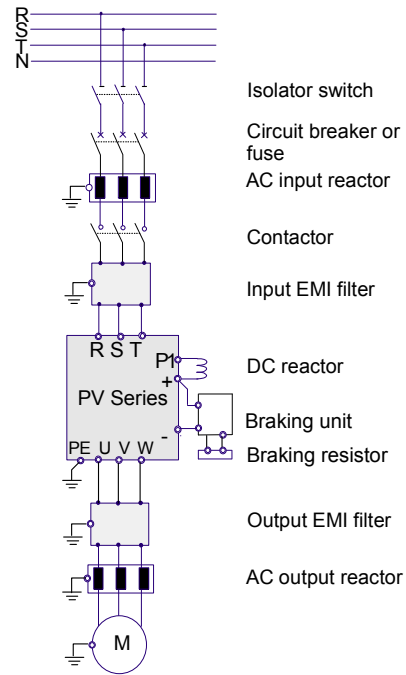 R
S
T
N
Isolator switch
Circuit breaker or
fuse
AC input reactor
Contactor
Input EMI filter
R S T
P1
+
DC reactor
PV Series
Braking unit
-
PE U V W
Braking resistor
Output EMI filter
AC output reactor
M